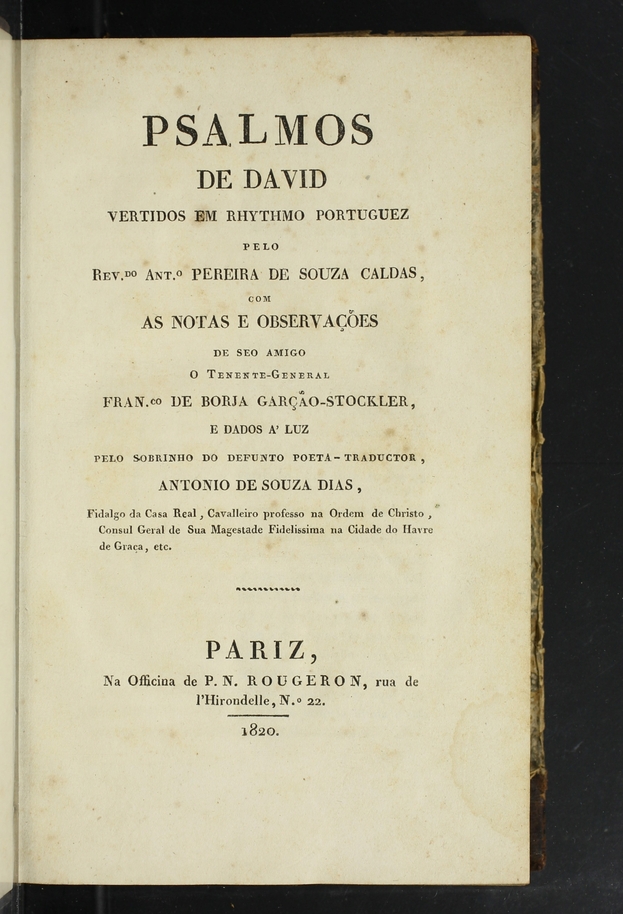 PSALMOS
DE DAVID
VERTIDOS EM RHYTHMO PORTUGUEZ
PELO
REV.DO ANT.O PEREIRA DE SOUZA CALDAS,
COM
AS NOTAS E OBSERVAÇÕES
DE SEO AMIGO
O TENENTE-GENERAL
FRAN.CO DE BORJA GARÇÃO-STOCKLER,
E DADOS A' LUZ
PELO SOBRINHO DO DEFUNTO POETA-TRADUCTOR,
ANTONIO DE SOUZA DIAS,
Fidalgo da Casa Real, Cavalleiro professo na Ordem de Christo,
Consul Geral de Sua Magestade Fidelissima na Cidade do Havre
de Graça, etc.
PARIZ,
Na Officina de P. N. ROUGERON, rua de
l'Hirondelle, N.º 22.
1820.